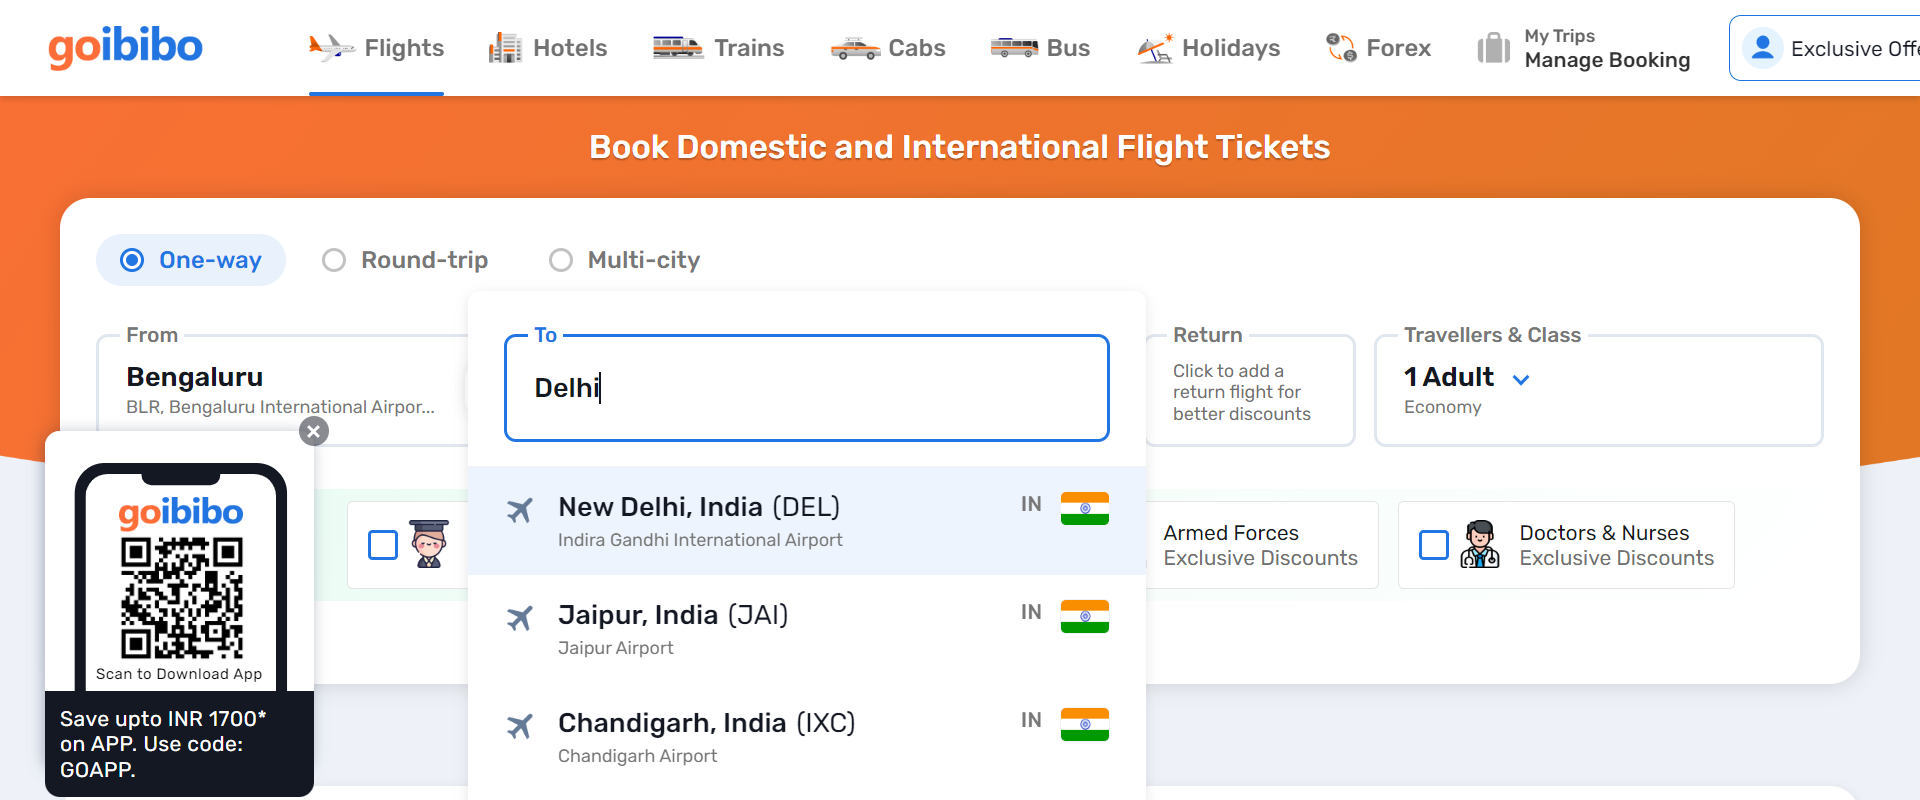 goibibo
Flights
Hotels
Trains
Cabs
Bus
Holidays
Forex
My Trips
Manage Booking
Exclusive Offe
Book Domestic and International Flight Tickets
One-way
Round-trip
Multi-city
From
Bengaluru
BLR, Bengaluru International Airpor...
To
Delhi
Return
Click to add a
return flight for
better discounts
Travellers & Class
1 Adult
Economy
New Delhi, India (DEL)
Indira Gandhi International Airport
IN
Jaipur, India (JAI)
Jaipur Airport
IN
Chandigarh, India (IXC)
Chandigarh Airport
IN
Armed Forces
Exclusive Discounts
Doctors & Nurses
Exclusive Discounts
goibibo
Scan to Download App
Save upto INR 1700*
on APP. Use code:
GOAPP.